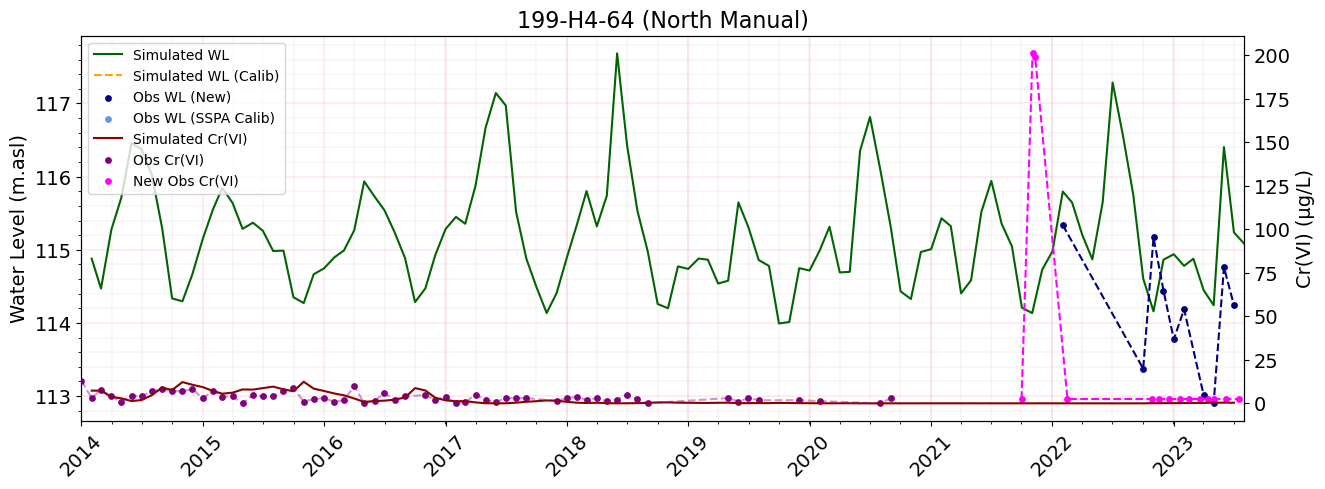 199-H4-64 (North Manual)
Simulated WL
Simulated WL (Calib)
Obs WL (New)
Obs WL (SSPA Calib)
Simulated Cr(VI)
Obs Cr(VI)
New Obs Cr(VI)
Water Level (m.asl)
117
116
115
114
113
200
175
150
125
100
75
50
25
0
Cr(VI) (µg/L)
2014
2015
2016
2017
2018
2019
2020
2021
2022
2023